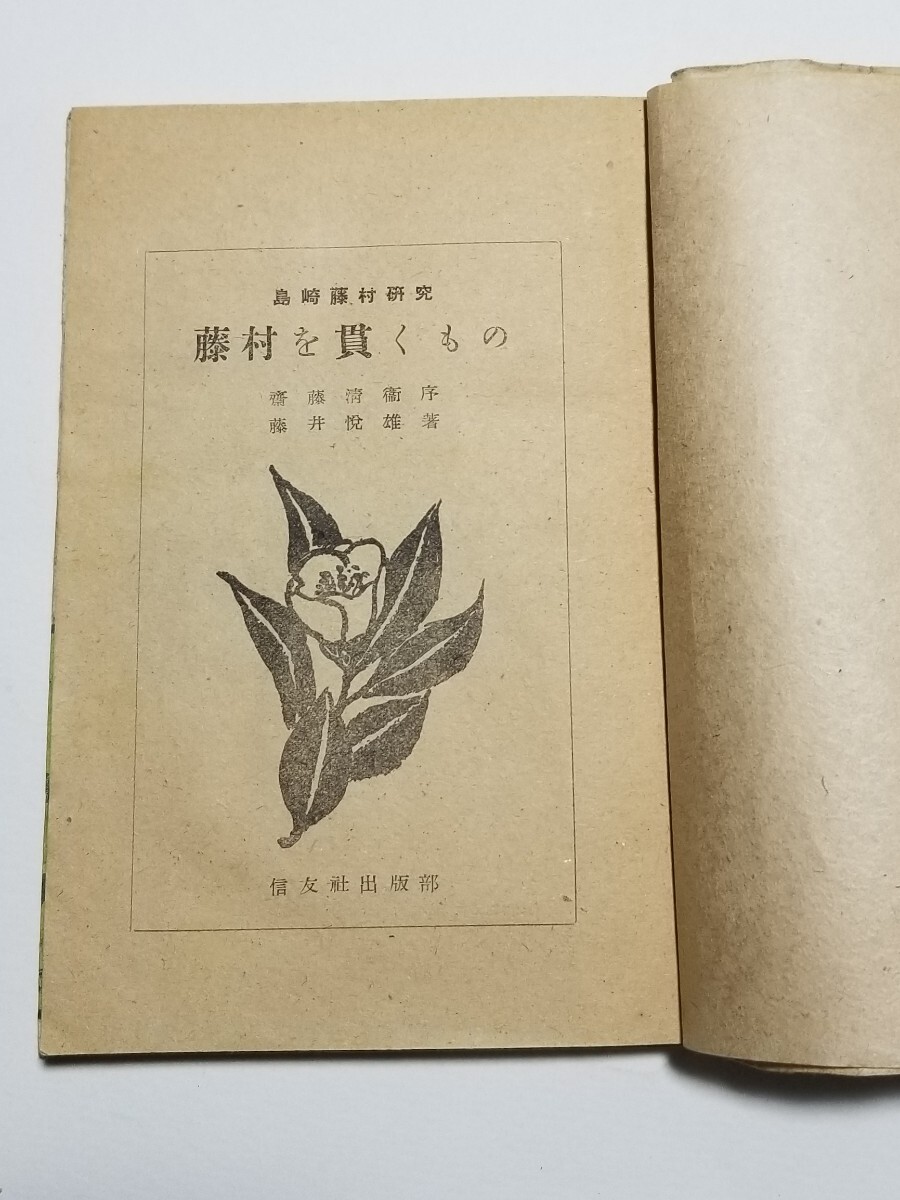 島崎藤村研究
藤村を貫くもの
齋藤清衞序
藤井悅雄著
信友社出版部